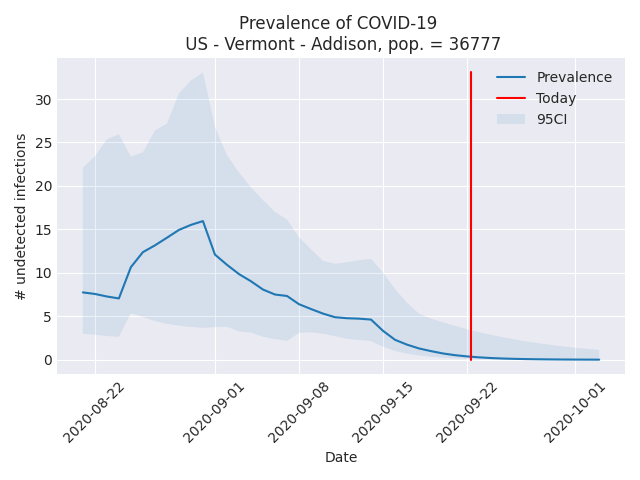 Prevalence of COVID-19
US - Vermont - Addison, pop. = 36777
Prevalence
Today
95CI
# undetected infections
30
25
20
15
10
5
0
2020-08-22
2020-09-01
2020-09-08
2020-09-15
2020-09-22
2020-10-01
Date